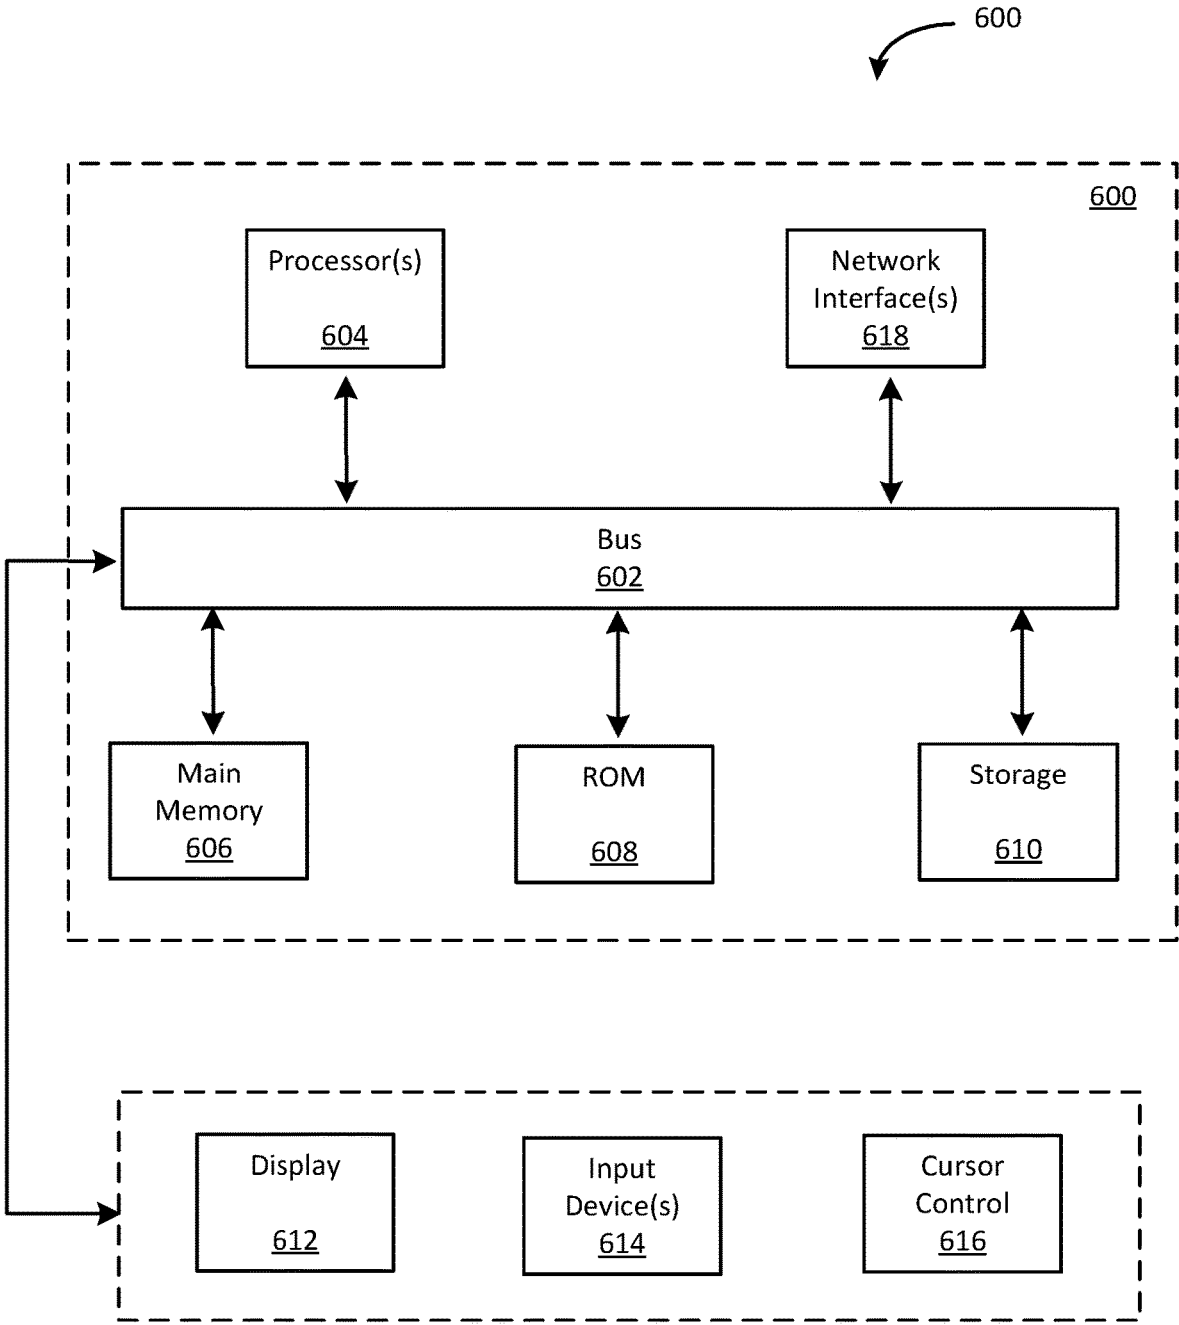 600
600
Processor(s)
604
Network
Interface(s)
618
Bus
602
Main
Memory
606
ROM
608
Storage
610
Display
612
Input
Device(s)
614
Cursor
Control
616